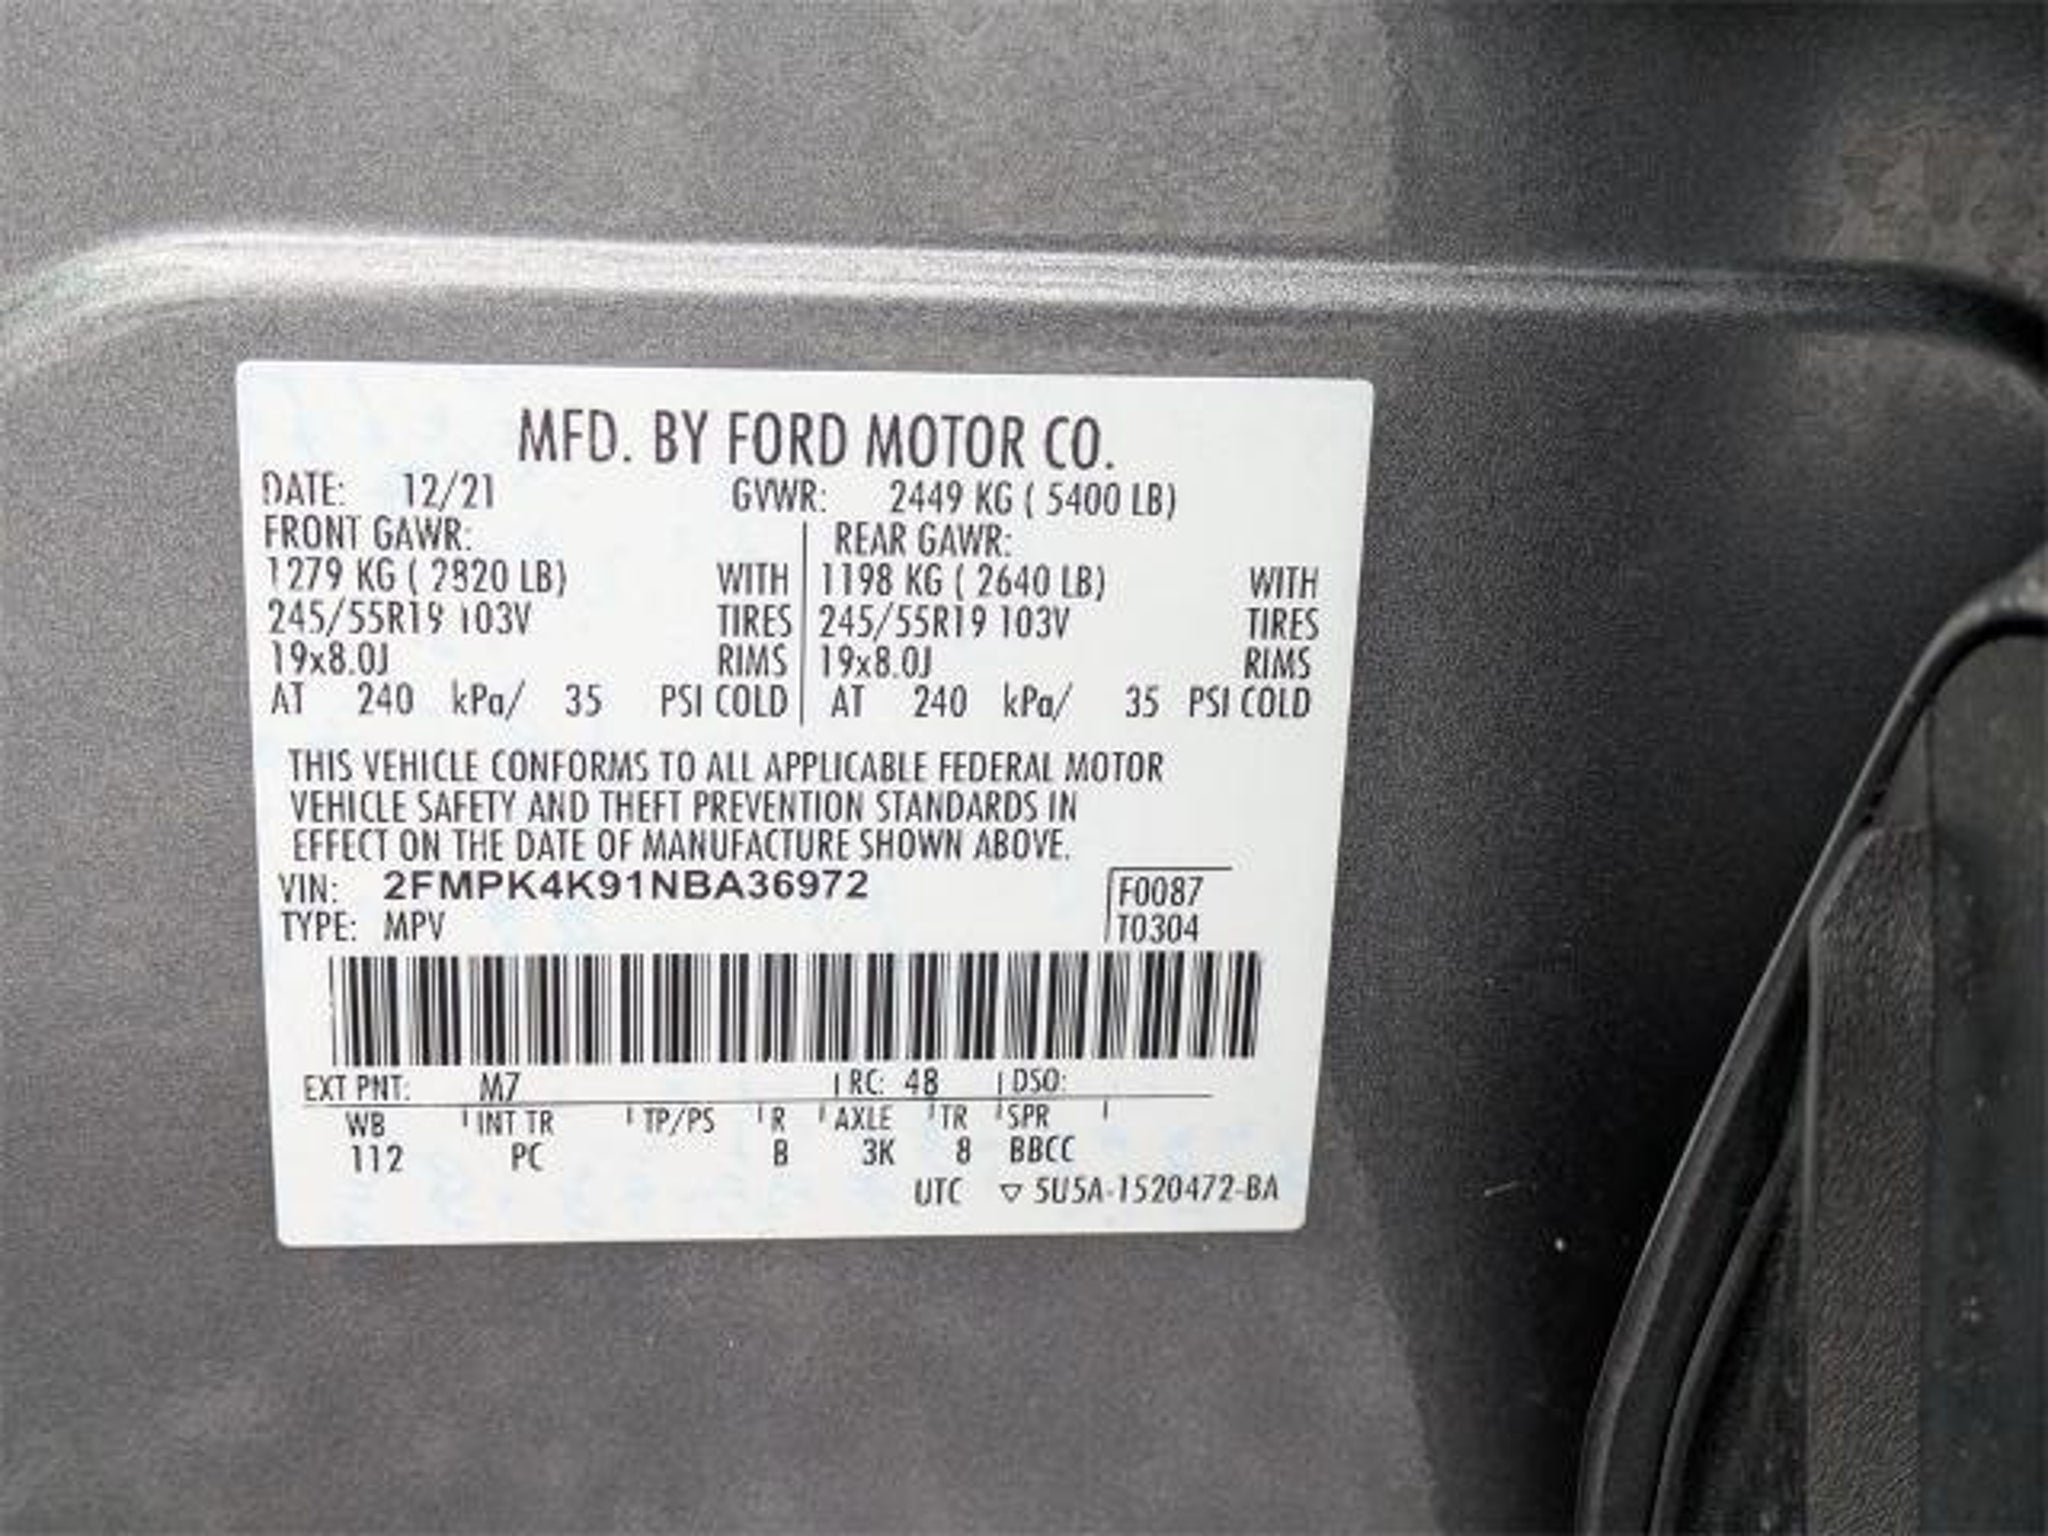 MFD. BY FORD MOTOR CO.
DATE: 12/21 GVWR: 2449 KG ( 5400 LB)
FRONT GAWR: REAR GAWR:
1279 KG ( 2820 LB) WITH 1198 KG ( 2640 LB) WITH
245/55R19 103V TIRES 245/55R19 103V TIRES
19x8.0J RIMS 19x8.0J RIMS
AT 240 kPa/ 35 PSI COLD AT 240 kPa/ 35 PSI COLD
THIS VEHICLE CONFORMS TO ALL APPLICABLE FEDERAL MOTOR
VEHICLE SAFETY AND THEFT PREVENTION STANDARDS IN
EFFECT ON THE DATE OF MANUFACTURE SHOWN ABOVE.
VIN: 2FMPK4K91NBA36972 F0087
TYPE: MPV T0304
EXT PNT: M7 RC: 48 DSO:
WB INT TR TP/PS R AXLE TR SPR
112 PC B 3K 8 BBCC
UTC ▽ 5U5A-1520472-BA